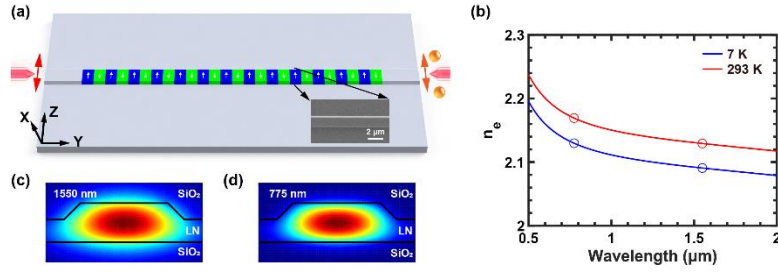 (a)
X
Z
Y
2 μm
(b)
7 K
293 K
n_e
2.3
2.2
2.1
2
0.5
1
1.5
2
Wavelength (μm)
(c)
1550 nm
SiO₂
LN
SiO₂
(d)
775 nm
SiO₂
LN
SiO₂